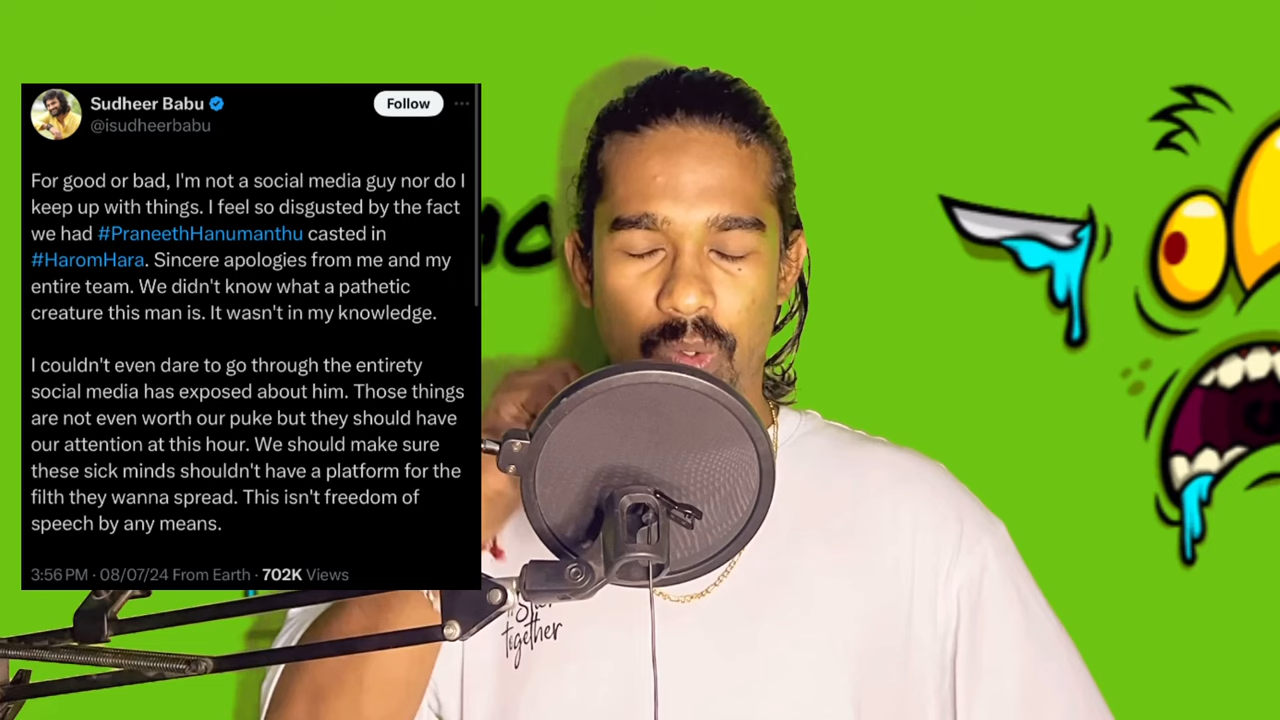 Sudheer Babu
Follow
@isudheerbabu
For good or bad, I'm not a social media guy nor do I
keep up with things. I feel so disgusted by the fact
we had #PraneethHanumanthu casted in
#HaromHara. Sincere apologies from me and my
entire team. We didn't know what a pathetic
creature this man is. It wasn't in my knowledge.
I couldn't even dare to go through the entirety
social media has exposed about him. Those things
are not even worth our puke but they should have
our attention at this hour. We should make sure
these sick minds shouldn't have a platform for the
filth they wanna spread. This isn't freedom of
speech by any means.
3:56 PM · 08/07/24 From Earth · 702K Views
together